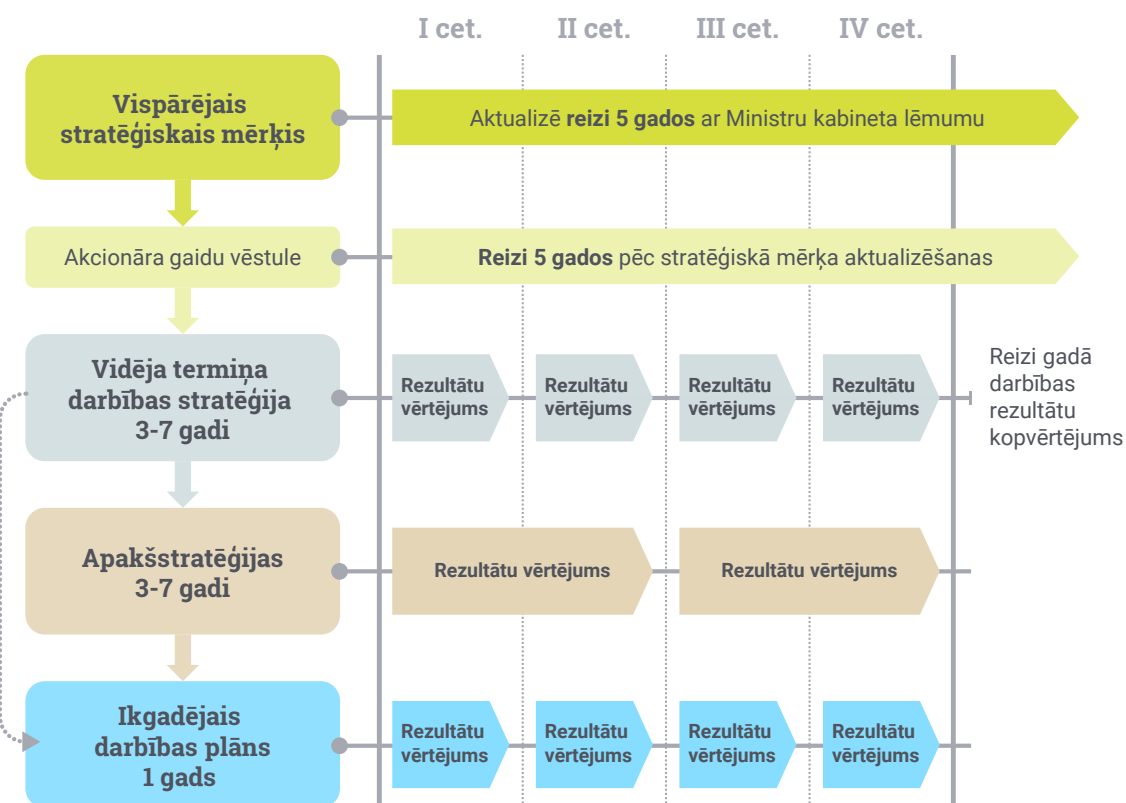 I cet.
II cet.
III cet.
IV cet.
Vispārējais
stratēģiskais mērķis
Aktualizē reizi 5 gados ar Ministru kabineta lēmumu
Akcionāra gaidu vēstule
Reizi 5 gados pēc stratēģiskā mērķa aktualizēšanas
Vidēja termiņa
darbības stratēģija
3-7 gadi
Rezultātu
vērtējums
Rezultātu
vērtējums
Rezultātu
vērtējums
Rezultātu
vērtējums
Reizi gadā
darbības
rezultātu
kopvērtējums
Apakšstratēģijas
3-7 gadi
Rezultātu vērtējums
Rezultātu vērtējums
Ikgadējais
darbības plāns
1 gads
Rezultātu
vērtējums
Rezultātu
vērtējums
Rezultātu
vērtējums
Rezultātu
vērtējums